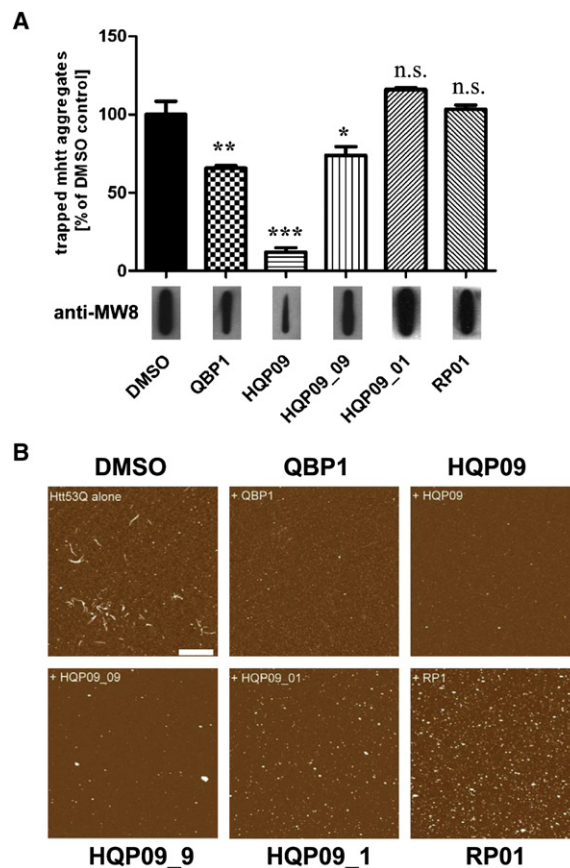 A
trapped mhtt aggregates
[% of DMSO control]
150
100
50
0
**
***
*
n.s.
n.s.
anti-MW8
DMSO
QBP1
HQP09
HQP09_09
HQP09_01
RP01
B
DMSO
QBP1
HQP09
Htt53Q alone
+ QBP1
+ HQP09
+ HQP09_09
+ HQP09_01
+ RP1
HQP09_9
HQP09_1
RP01